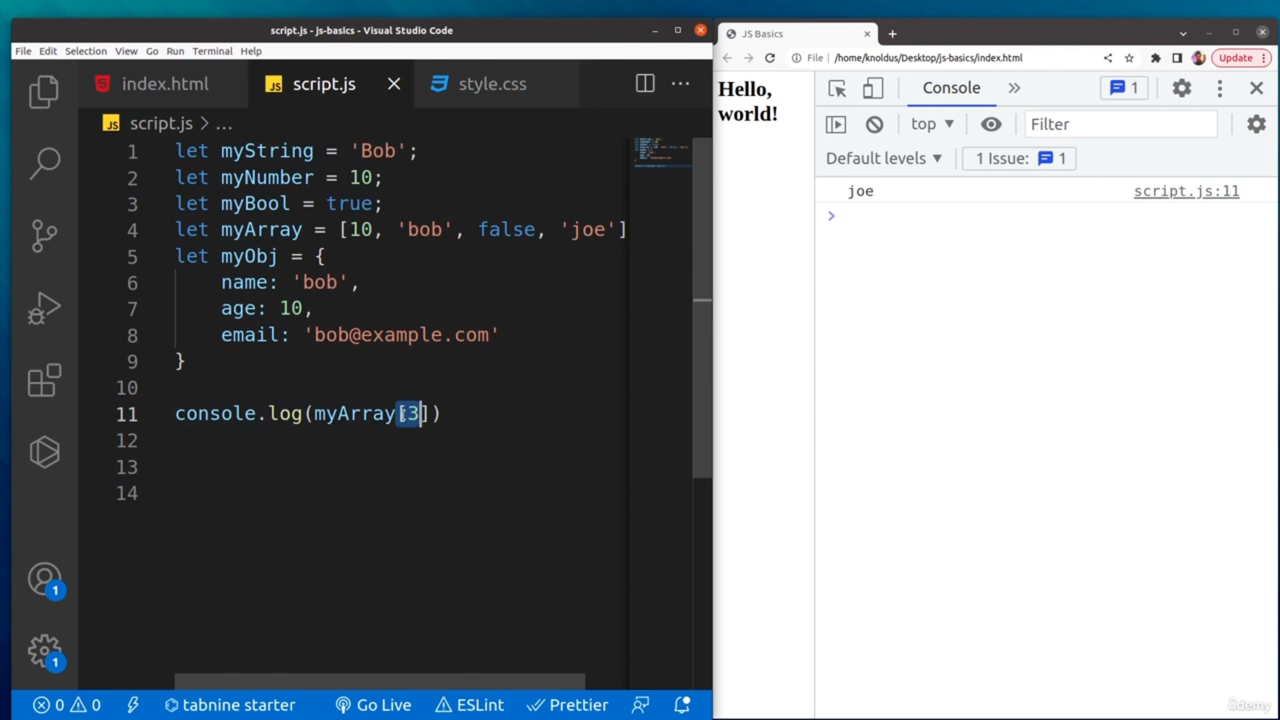 script.js - js-basics - Visual Studio Code
File Edit Selection View Go Run Terminal Help
index.html
JS script.js
style.css
JS script.js > ...
1 let myString = 'Bob';
2 let myNumber = 10;
3 let myBool = true;
4 let myArray = [10, 'bob', false, 'joe']
5 let myObj = {
6 name: 'bob',
7 age: 10,
8 email: 'bob@example.com'
9 }
10
11 console.log(myArray[3])
12
13
14
1
1
0 0 tabnine starter Go Live ESLint Prettier
JS Basics
File /home/knoldus/Desktop/js-basics/index.html Update
Hello,
world!
Console
1
top
Filter
Default levels
1 Issue: 1
joe script.js:11
ûdemy